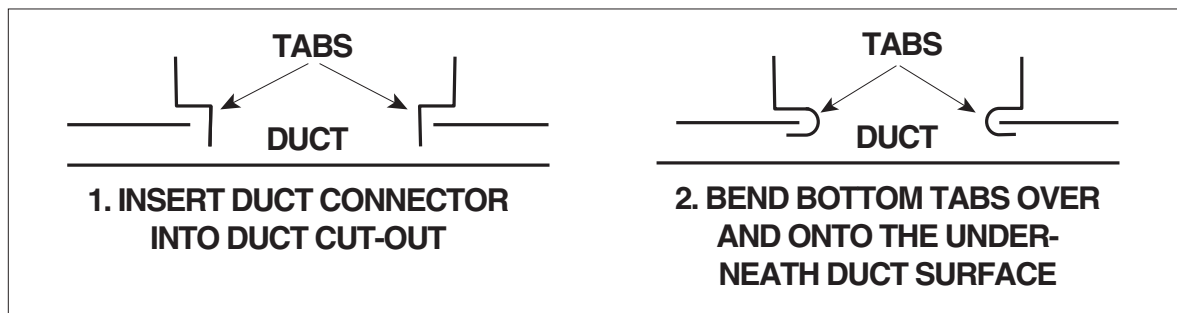 TABS
DUCT
1. INSERT DUCT CONNECTOR
INTO DUCT CUT-OUT
TABS
DUCT
2. BEND BOTTOM TABS OVER
AND ONTO THE UNDER-
NEATH DUCT SURFACE